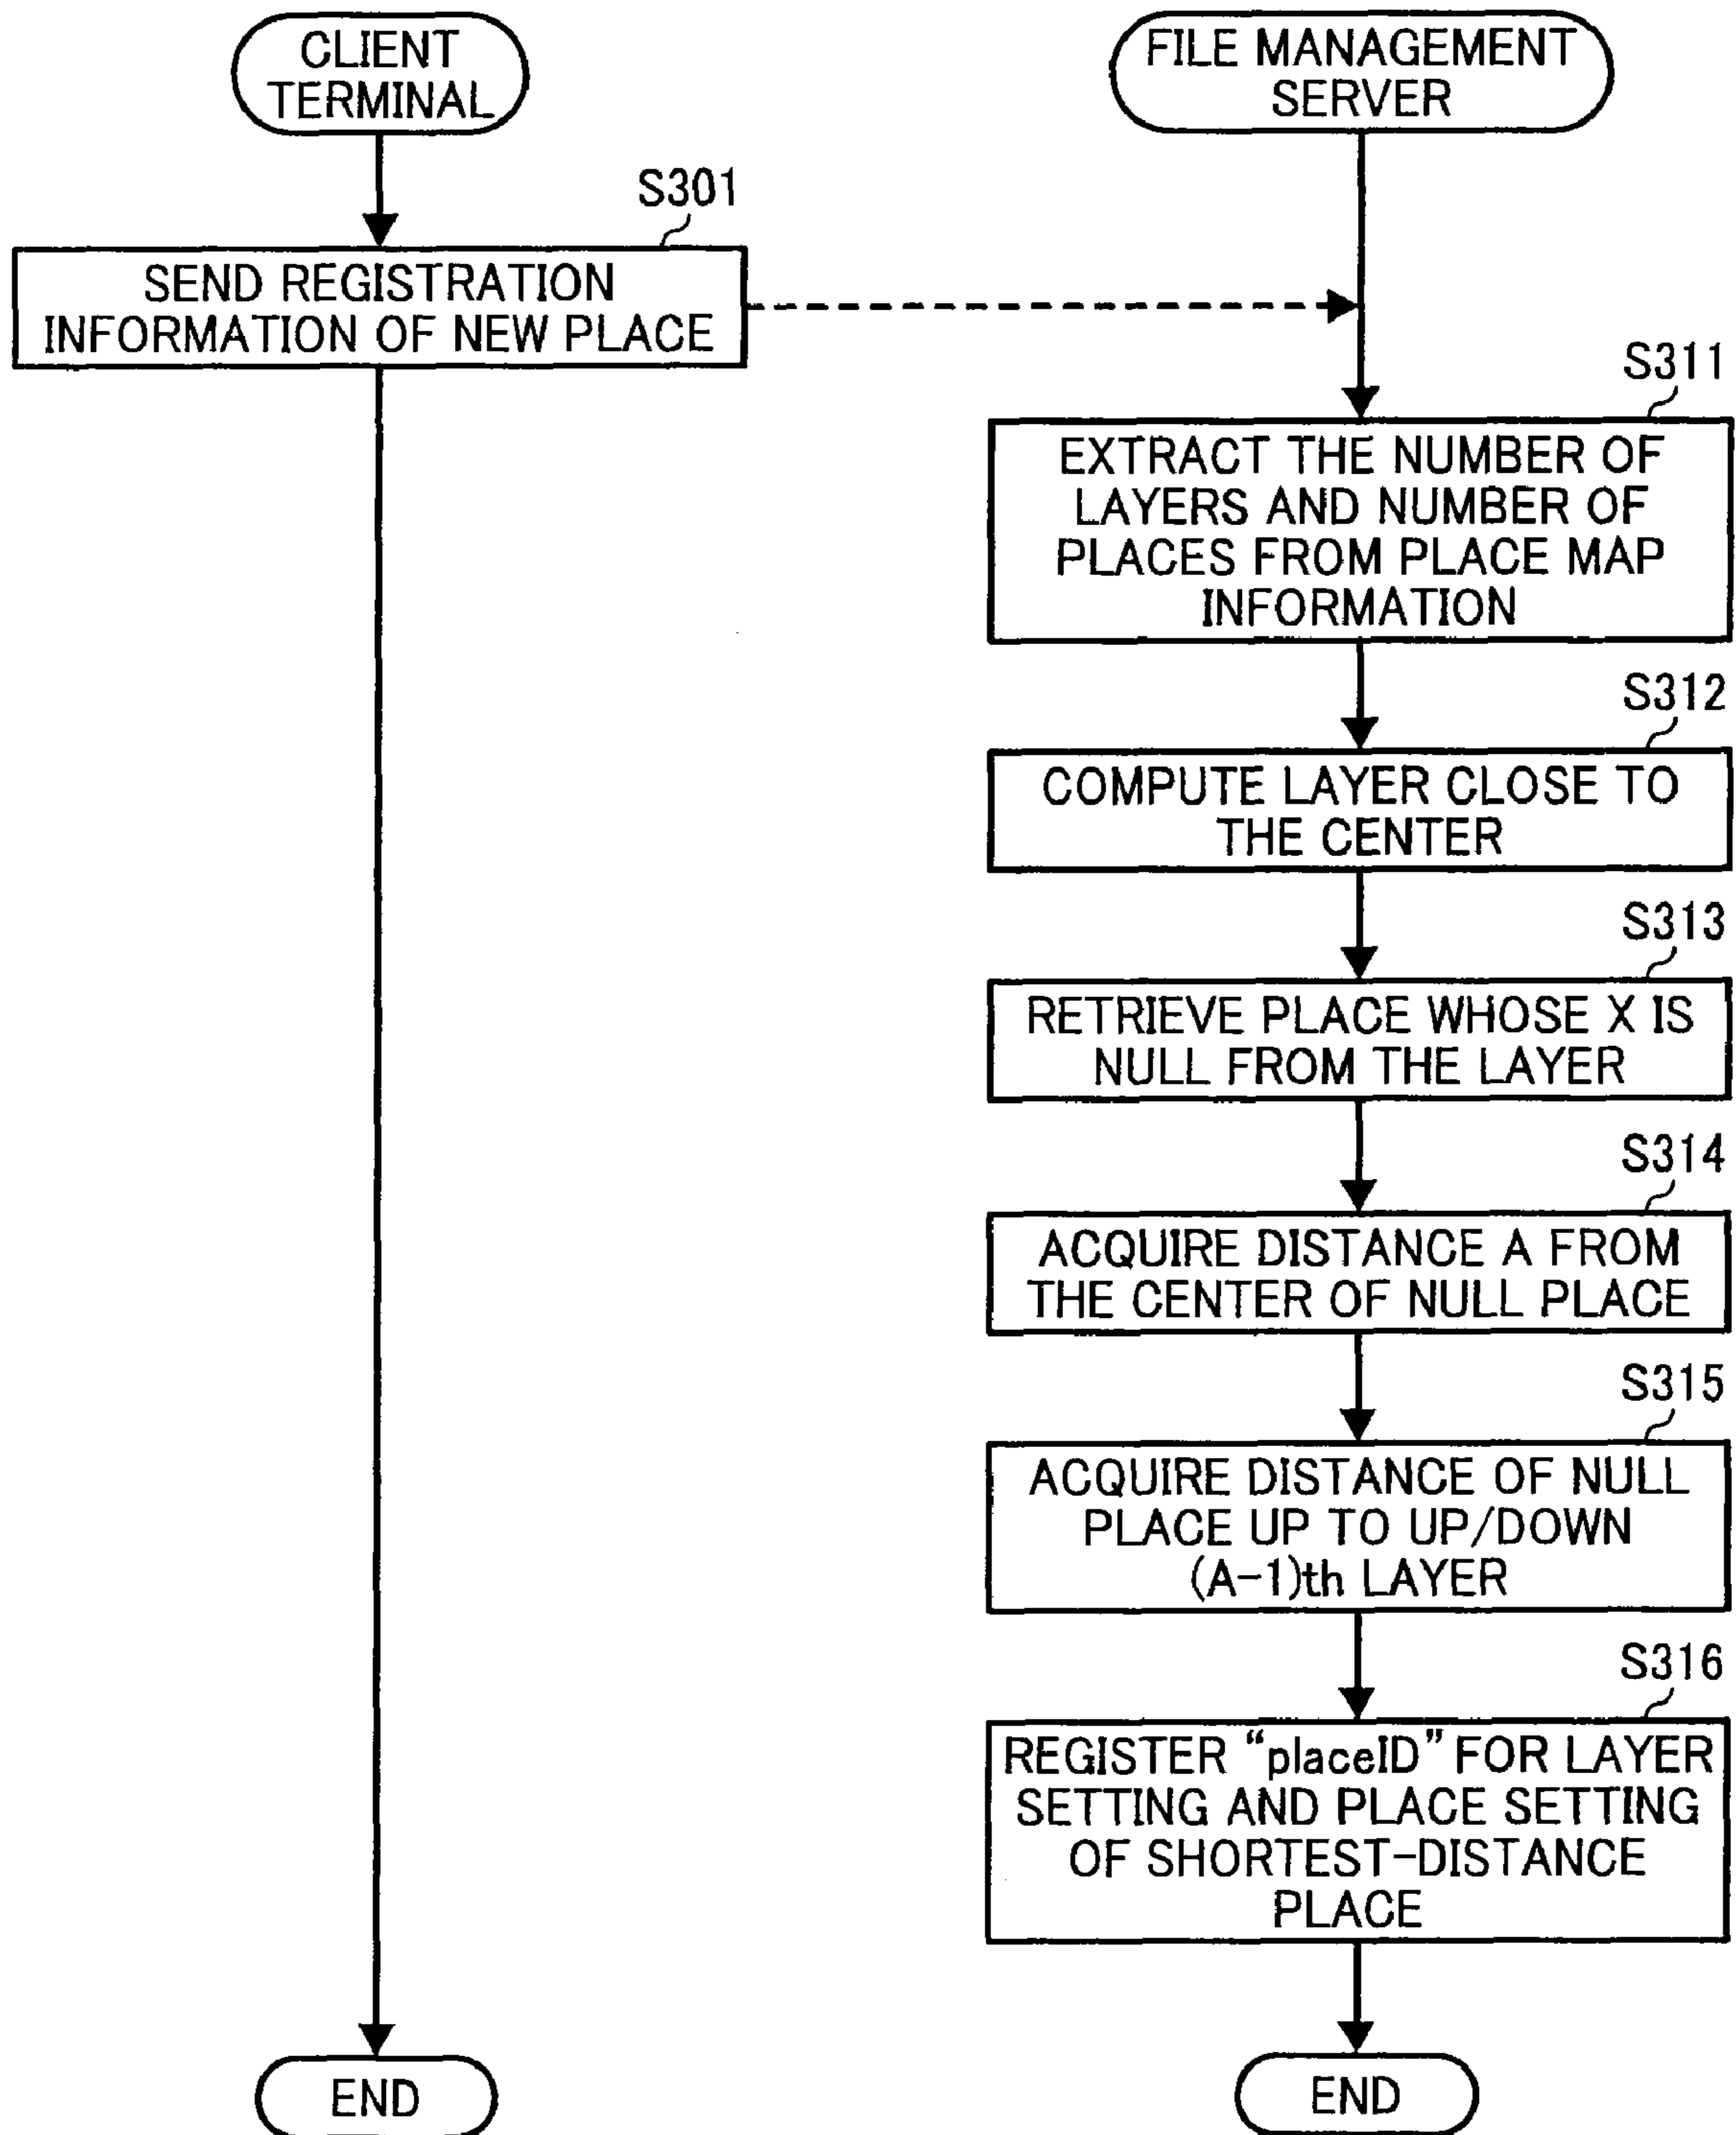 CLIENT
TERMINAL
S301
SEND REGISTRATION
INFORMATION OF NEW PLACE
END
FILE MANAGEMENT
SERVER
S311
EXTRACT THE NUMBER OF
LAYERS AND NUMBER OF
PLACES FROM PLACE MAP
INFORMATION
S312
COMPUTE LAYER CLOSE TO
THE CENTER
S313
RETRIEVE PLACE WHOSE X IS
NULL FROM THE LAYER
S314
ACQUIRE DISTANCE A FROM
THE CENTER OF NULL PLACE
S315
ACQUIRE DISTANCE OF NULL
PLACE UP TO UP/DOWN
(A-1)th LAYER
S316
REGISTER “placeID” FOR LAYER
SETTING AND PLACE SETTING
OF SHORTEST-DISTANCE
PLACE
END